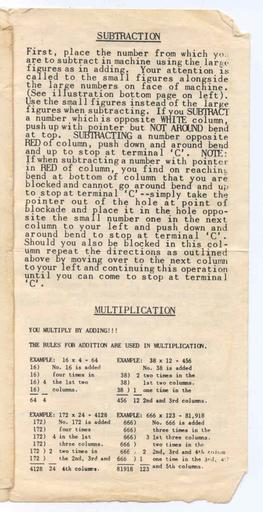 SUBTRACTION
First, place the number from which you
are to subtract in machine using the large
figures as in adding. Your attention is
called to the small figures alongside
the large numbers on face of machine.
(See illustration bottom page on left).
Use the small figures instead of the large
figures when subtracting. If you SUBTRACT
a number which is opposite WHITE column,
push up with pointer but NOT AROUND bend
at top. SUBTRACTING a number opposite
RED of column, push down and around bend
and up to stop at terminal 'C'. NOTE:
If when subtracting a number with pointer
in RED of column, you find on reaching
bend at bottom of column that you are
blocked and cannot go around bend and up
to stop at terminal 'C'--simply take the
pointer out of the hole at point of
blockade and place it in the hole oppo-
site the small number one in the next
column to your left and push down and
around bend to stop at terminal 'C'.
Should you also be blocked in this col-
umn repeat the directions as outlined
above by moving over to the next column
to your left and continuing this operation
until you can come to stop at terminal
'C'.
MULTIPLICATION
YOU MULTIPLY BY ADDING!!!
THE RULES FOR ADDITION ARE USED IN MULTIPLICATION.
EXAMPLE: 16 x 4 - 64
16) No. 16 is added
16) four times in
16) 4 the 1st two
16) columns.
64 4
EXAMPLE: 38 x 12 - 456
No. 38 is added
38) 2 two times in the
38) 1st two columns.
38 ) 1 one time in the
456 12 2nd and 3rd columns.
EXAMPLE: 172 x 24 - 4128
172) No. 172 is added
172) four times
172) 4 in the 1st
172) three columns.
172 ) 2 two times in
172 ) the 2nd, 3rd and
4128 24 4th columns.
EXAMPLE: 666 x 123 - 81,918
666) No. 666 is added
666) three times in the
666) 3 1st three columns.
666 ) two times in the
666 ) 2 2nd, 3rd and 4th
666 ) 1 one time in the 3rd,
81918 123 and 5th columns.